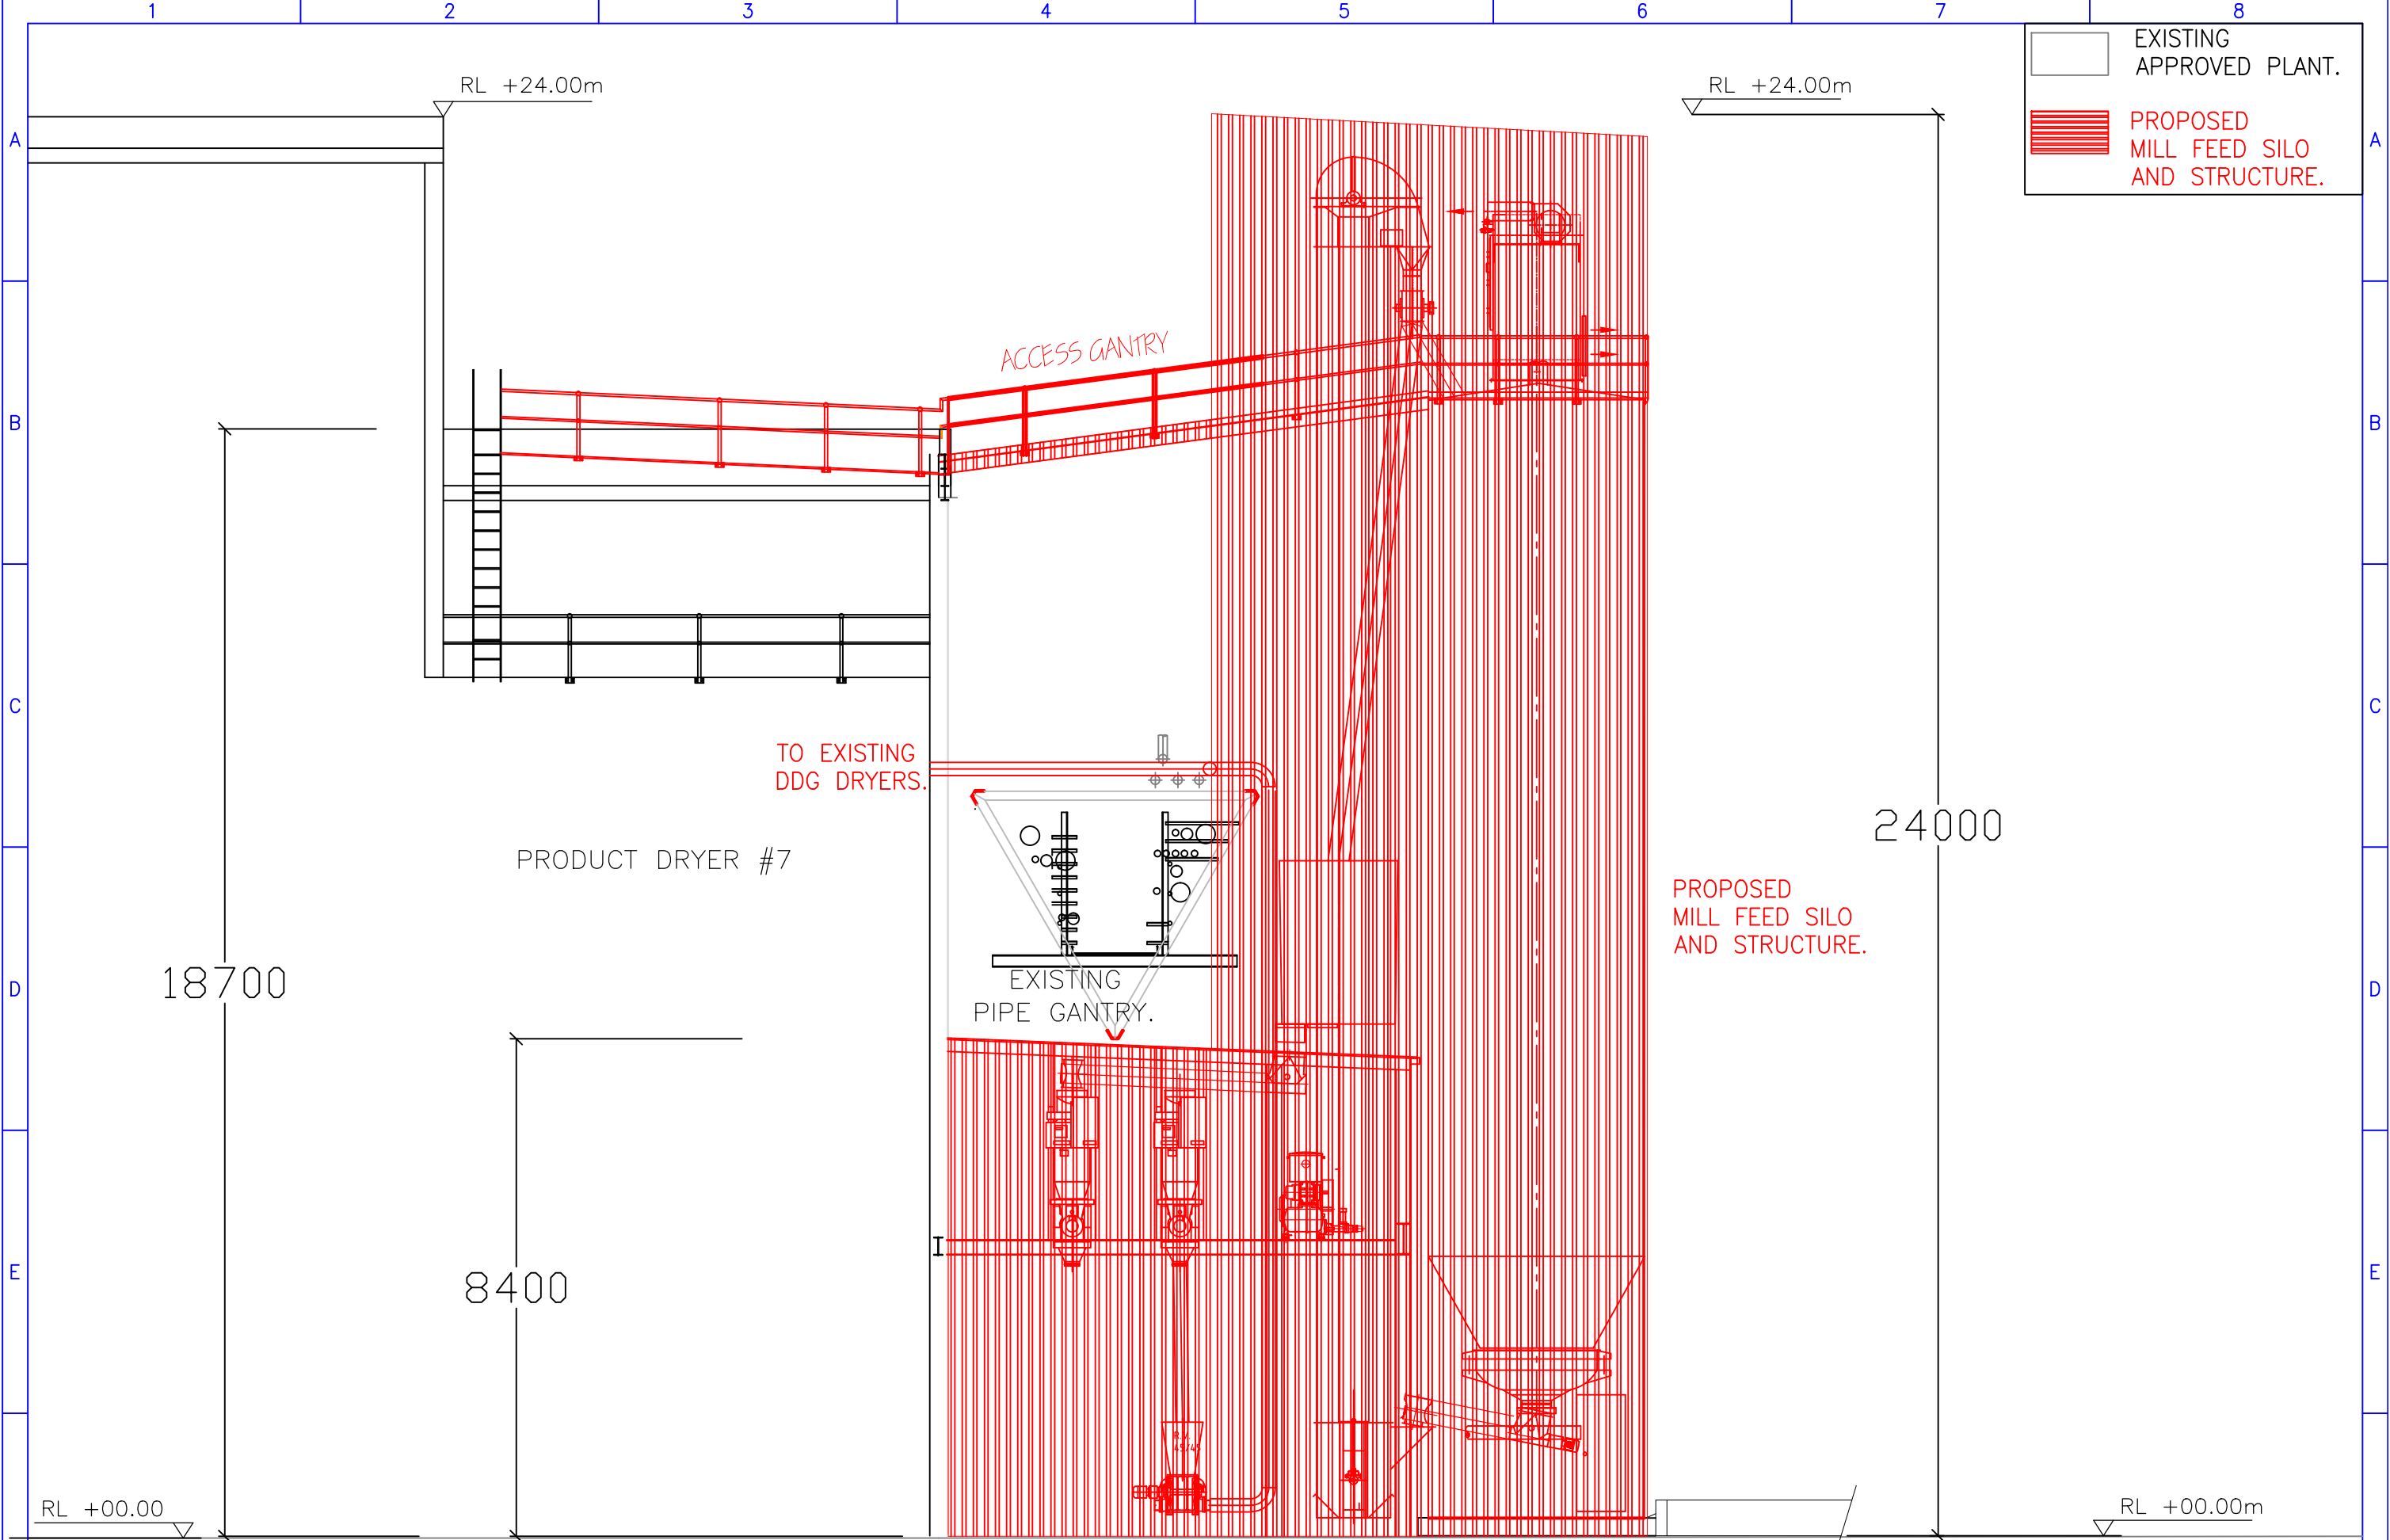 1 2 3 4 5 6 7 8
EXISTING
APPROVED PLANT.
RL +24.00m
RL +24.00m
PROPOSED
MILL FEED SILO
AND STRUCTURE.
A A
ACCESS GANTRY
B B
C C
TO EXISTING
DDG DRYERS.
24000
PRODUCT DRYER #7
PROPOSED
MILL FEED SILO
AND STRUCTURE.
18700
EXISTING
PIPE GANTRY.
D D
8400
E E
R.V.
45/45
RL +00.00
RL +00.00m